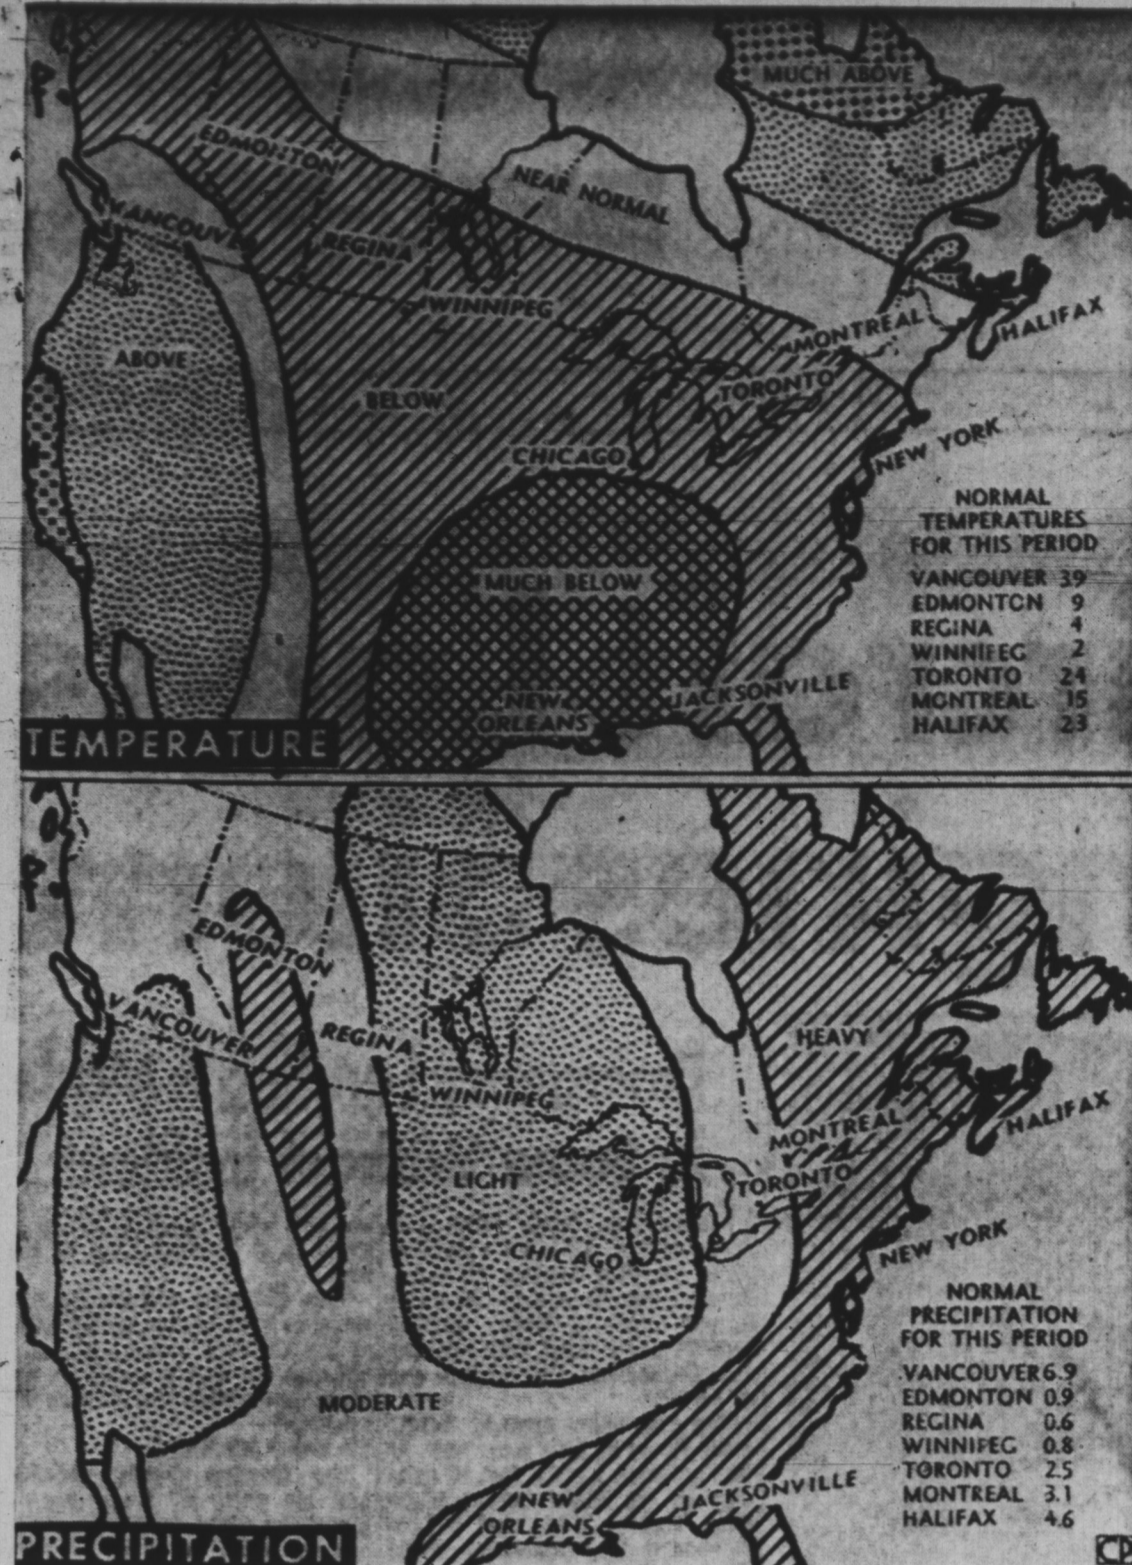 MUCH ABOVE
EDMONTON
NEAR NORMAL
VANCOUVER
REGINA
WINNIPEG
MONTREAL
HALIFAX
ABOVE
TORONTO
BELOW
CHICAGO
NEW YORK
NORMAL
TEMPERATURES
FOR THIS PERIOD
VANCOUVER 39
EDMONTON 9
REGINA 4
WINNIPEG 2
TORONTO 24
MONTREAL 15
HALIFAX 23
MUCH BELOW
JACKSONVILLE
NEW
ORLEANS
TEMPERATURE
EDMONTON
VANCOUVER
REGINA
HEAVY
WINNIPEG
MONTREAL
HALIFAX
LIGHT
TORONTO
CHICAGO
NEW YORK
NORMAL
PRECIPITATION
FOR THIS PERIOD
VANCOUVER 6.9
EDMONTON 0.9
REGINA 0.6
WINNIPEG 0.8
TORONTO 2.5
MONTREAL 3.1
HALIFAX 4.6
MODERATE
JACKSONVILLE
NEW
ORLEANS
PRECIPITATION
CP